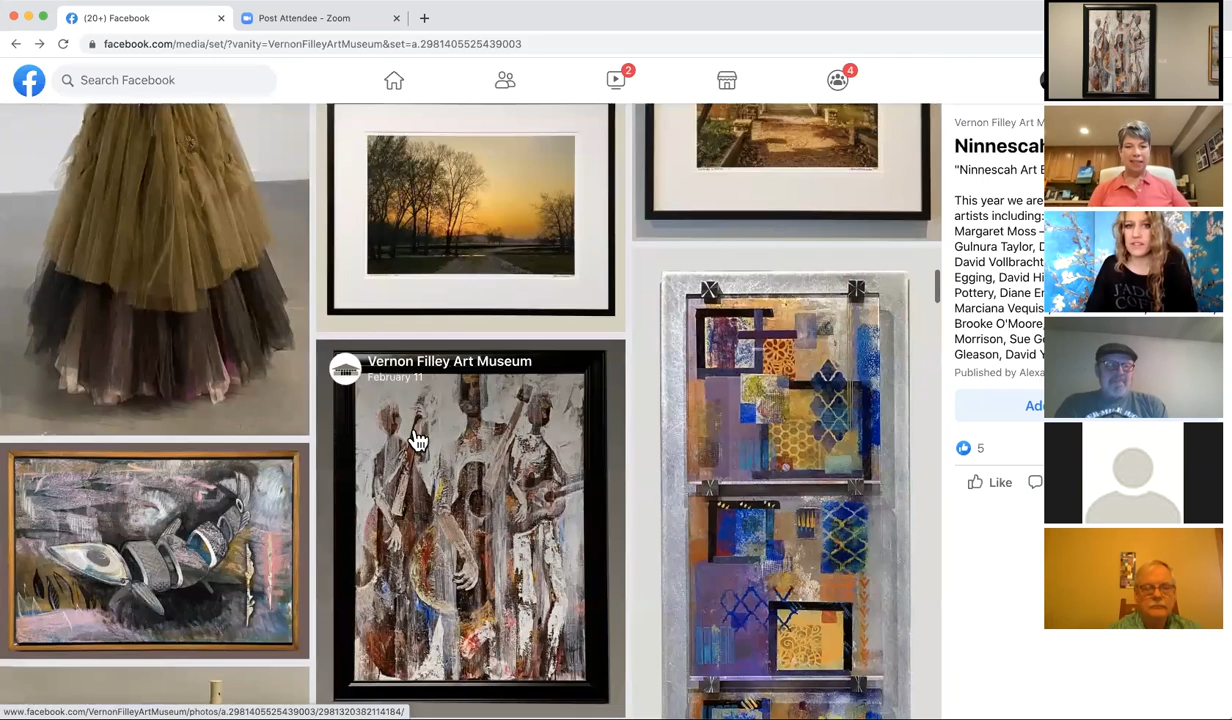 (20+) Facebook
Post Attendee - Zoom
facebook.com/media/set/?vanity=VernonFilleyArtMuseum&set=a.2981405525439003
Search Facebook
2
4
Vernon Filley Art M
Ninnescah
"Ninnescah Art E
This year we are
artists including:
Margaret Moss –
Gulnura Taylor, D
David Vollbracht
Egging, David Hi
Pottery, Diane Er
Marciana Vequis
Brooke O'Moore,
Morrison, Sue G
Gleason, David Y
Published by Alexa
Ad
5
Like
Vernon Filley Art Museum
February 11
J'ADO
www.facebook.com/VernonFilleyArtMuseum/photos/a.2981405525439003/2981320382114184/